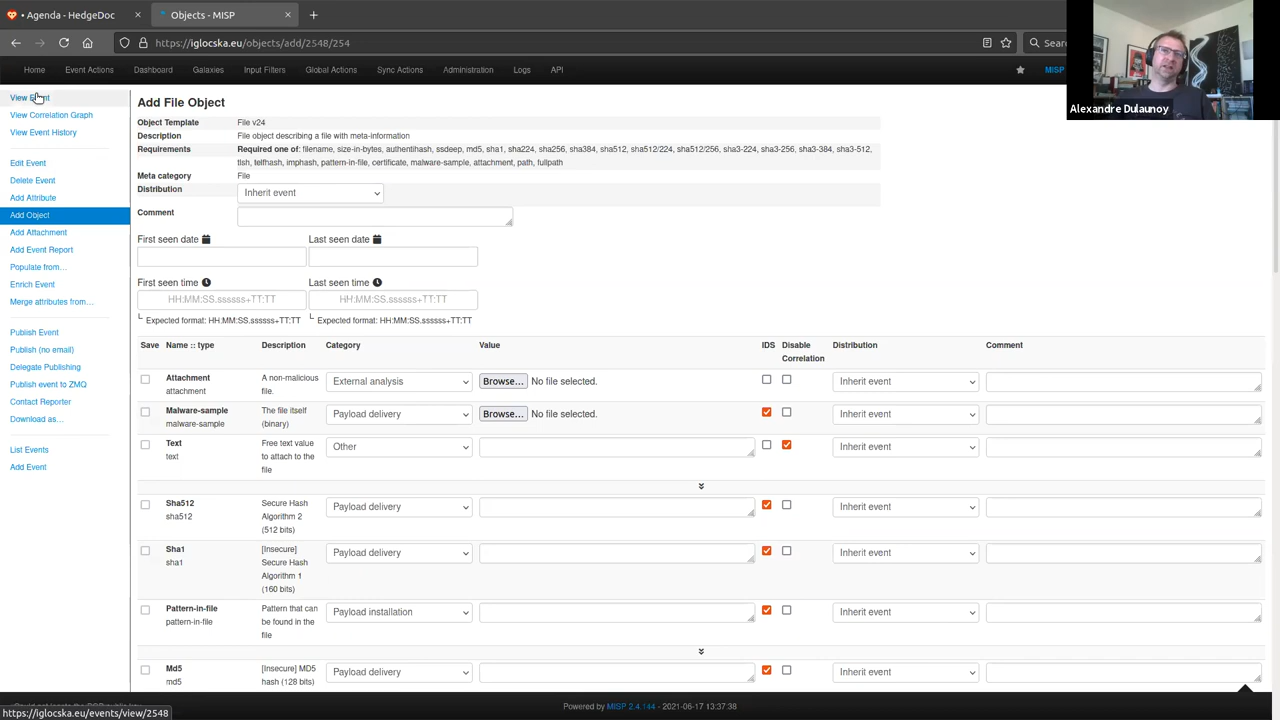 Agenda - HedgeDoc
Objects - MISP
https://iglocska.eu/objects/add/2548/254
Sear
Home
Event Actions
Dashboard
Galaxies
Input Filters
Global Actions
Sync Actions
Administration
Logs
API
MISP
Alexandre Dulaunoy
View Event
View Correlation Graph
View Event History
Edit Event
Delete Event
Add Attribute
Add Object
Add Attachment
Add Event Report
Populate from...
Enrich Event
Merge attributes from...
Publish Event
Publish (no email)
Delegate Publishing
Publish event to ZMQ
Contact Reporter
Download as...
List Events
Add Event
Add File Object
Object Template File v24
Description File object describing a file with meta-information
Requirements Required one of: filename, size-in-bytes, authentihash, ssdeep, md5, sha1, sha224, sha256, sha384, sha512, sha512/224, sha512/256, sha3-224, sha3-256, sha3-384, sha3-512,
tlsh, telfhash, imphash, pattern-in-file, certificate, malware-sample, attachment, path, fullpath
Meta category File
Distribution Inherit event
Comment
First seen date Last seen date
First seen time Last seen time
HH:MM:SS.ssssss+TT:TT HH:MM:SS.ssssss+TT:TT
Expected format: HH:MM:SS.ssssss+TT:TT Expected format: HH:MM:SS.ssssss+TT:TT
Save Name :: type Description Category Value IDS Disable Distribution Comment
Correlation
Attachment A non-malicious External analysis Browse... No file selected. Inherit event
attachment file.
Malware-sample The file itself Payload delivery Browse... No file selected. Inherit event
malware-sample (binary)
Text Free text value Other Inherit event
text to attach to the
file
Sha512 Secure Hash Payload delivery Inherit event
sha512 Algorithm 2
(512 bits)
Sha1 [Insecure] Payload delivery Inherit event
sha1 Secure Hash
Algorithm 1
(160 bits)
Pattern-in-file Pattern that can Payload installation Inherit event
pattern-in-file be found in the
file
Md5 [Insecure] MD5 Payload delivery Inherit event
md5 hash (128 bits)
Powered by MISP 2.4.144 - 2021-06-17 13:37:38
https://iglocska.eu/events/view/2548